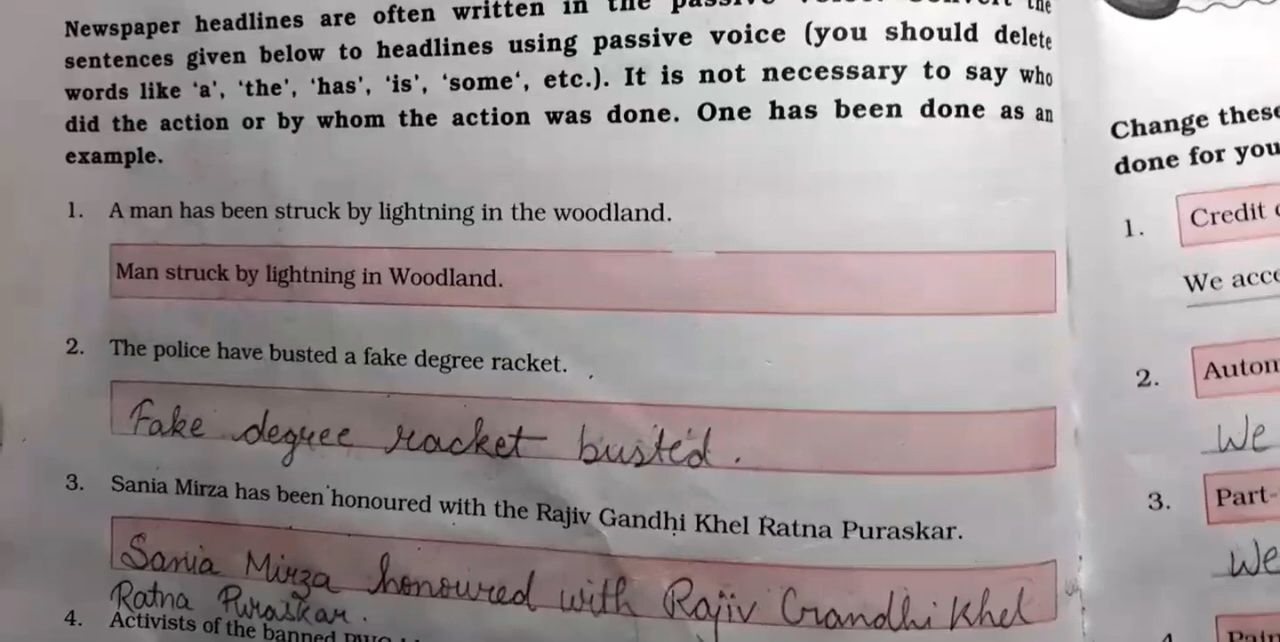 Newspaper headlines are often written in the the
sentences given below to headlines using passive voice (you should delete
words like 'a', 'the', 'has', 'is', 'some', etc.). It is not necessary to say who
did the action or by whom the action was done. One has been done as an
example.
1. A man has been struck by lightning in the woodland.
Man struck by lightning in Woodland.
2. The police have busted a fake degree racket.
Fake degree racket busted.
3. Sania Mirza has been honoured with the Rajiv Gandhi Khel Ratna Puraskar.
Sania Mirza honoured with Rajiv Gandhi Khel
Ratna Puraskar.
4. Activists of the banned
Change these
done for you
1. Credit
We acce
2. Auton
We
3. Part-
We